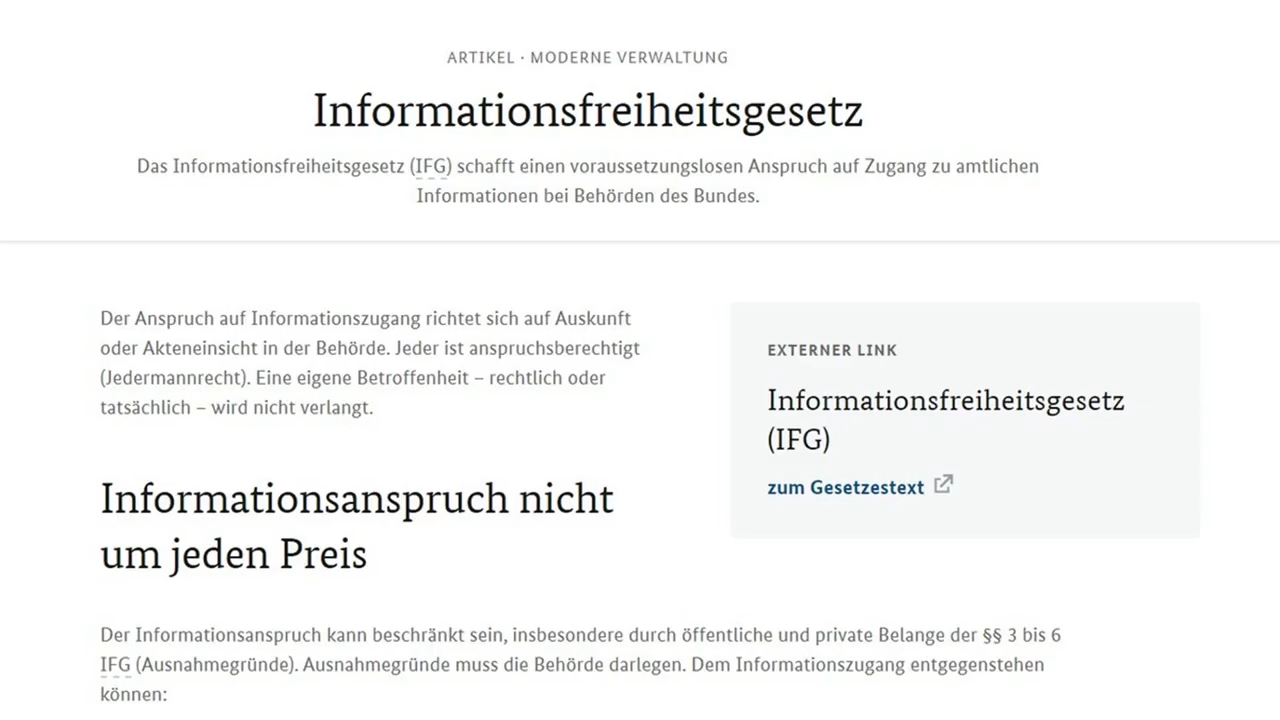 ARTIKEL · MODERNE VERWALTUNG
Informationsfreiheitsgesetz
Das Informationsfreiheitsgesetz (IFG) schafft einen voraussetzungslosen Anspruch auf Zugang zu amtlichen
Informationen bei Behörden des Bundes.
Der Anspruch auf Informationszugang richtet sich auf Auskunft
oder Akteneinsicht in der Behörde. Jeder ist anspruchsberechtigt
(Jedermannrecht). Eine eigene Betroffenheit – rechtlich oder
tatsächlich – wird nicht verlangt.
EXTERNER LINK
Informationsfreiheitsgesetz
(IFG)
zum Gesetzestext
Informationsanspruch nicht
um jeden Preis
Der Informationsanspruch kann beschränkt sein, insbesondere durch öffentliche und private Belange der §§ 3 bis 6
IFG (Ausnahmegründe). Ausnahmegründe muss die Behörde darlegen. Dem Informationszugang entgegenstehen
können: